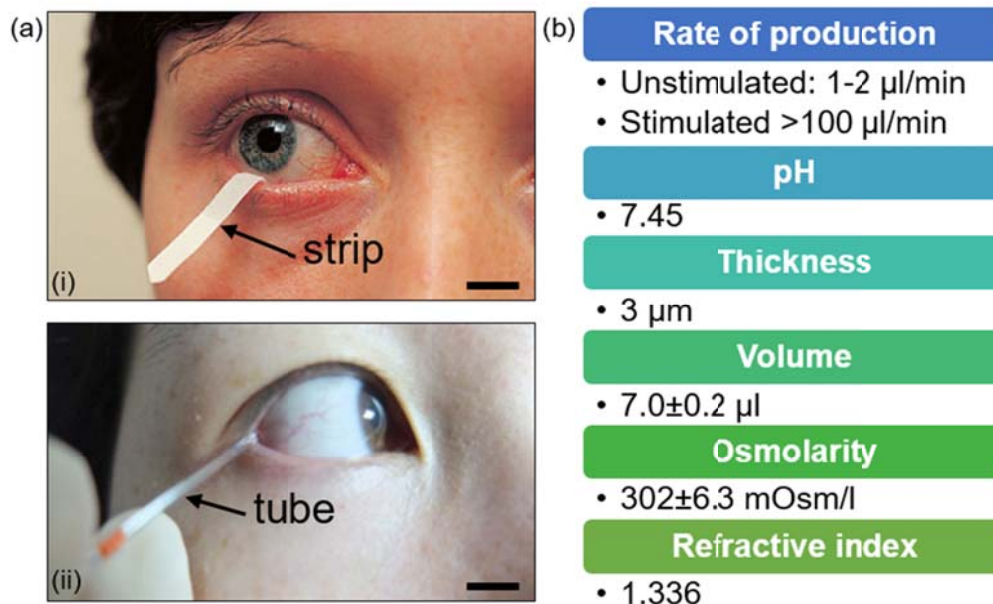 (a)
strip
(i)
tube
(ii)
(b)
Rate of production
• Unstimulated: 1-2 µl/min
• Stimulated >100 µl/min
pH
• 7.45
Thickness
• 3 µm
Volume
• 7.0±0.2 µl
Osmolarity
• 302±6.3 mOsm/l
Refractive index
• 1.336